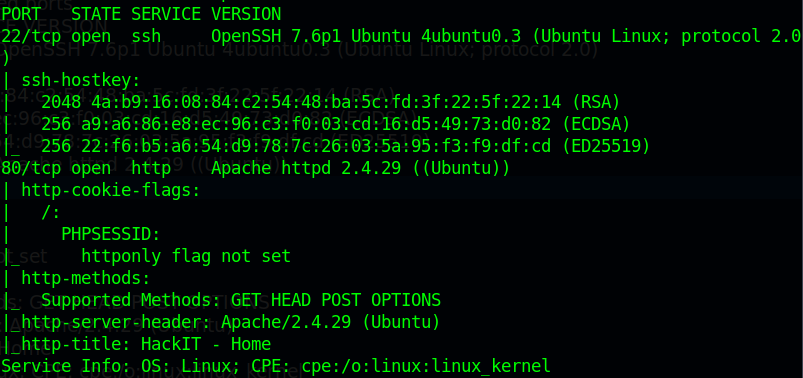 PORT   STATE SERVICE VERSION
22/tcp open  ssh     OpenSSH 7.6p1 Ubuntu 4ubuntu0.3 (Ubuntu Linux; protocol 2.0
)
| ssh-hostkey:
|   2048 4a:b9:16:08:84:c2:54:48:ba:5c:fd:3f:22:5f:22:14 (RSA)
|   256 a9:a6:86:e8:ec:96:c3:f0:03:cd:16:d5:49:73:d0:82 (ECDSA)
|_  256 22:f6:b5:a6:54:d9:78:7c:26:03:5a:95:f3:f9:df:cd (ED25519)
80/tcp open  http    Apache httpd 2.4.29 ((Ubuntu))
| http-cookie-flags:
|   /:
|     PHPSESSID:
|_      httponly flag not set
| http-methods:
|_  Supported Methods: GET HEAD POST OPTIONS
|_http-server-header: Apache/2.4.29 (Ubuntu)
|_http-title: HackIT - Home
Service Info: OS: Linux; CPE: cpe:/o:linux:linux_kernel